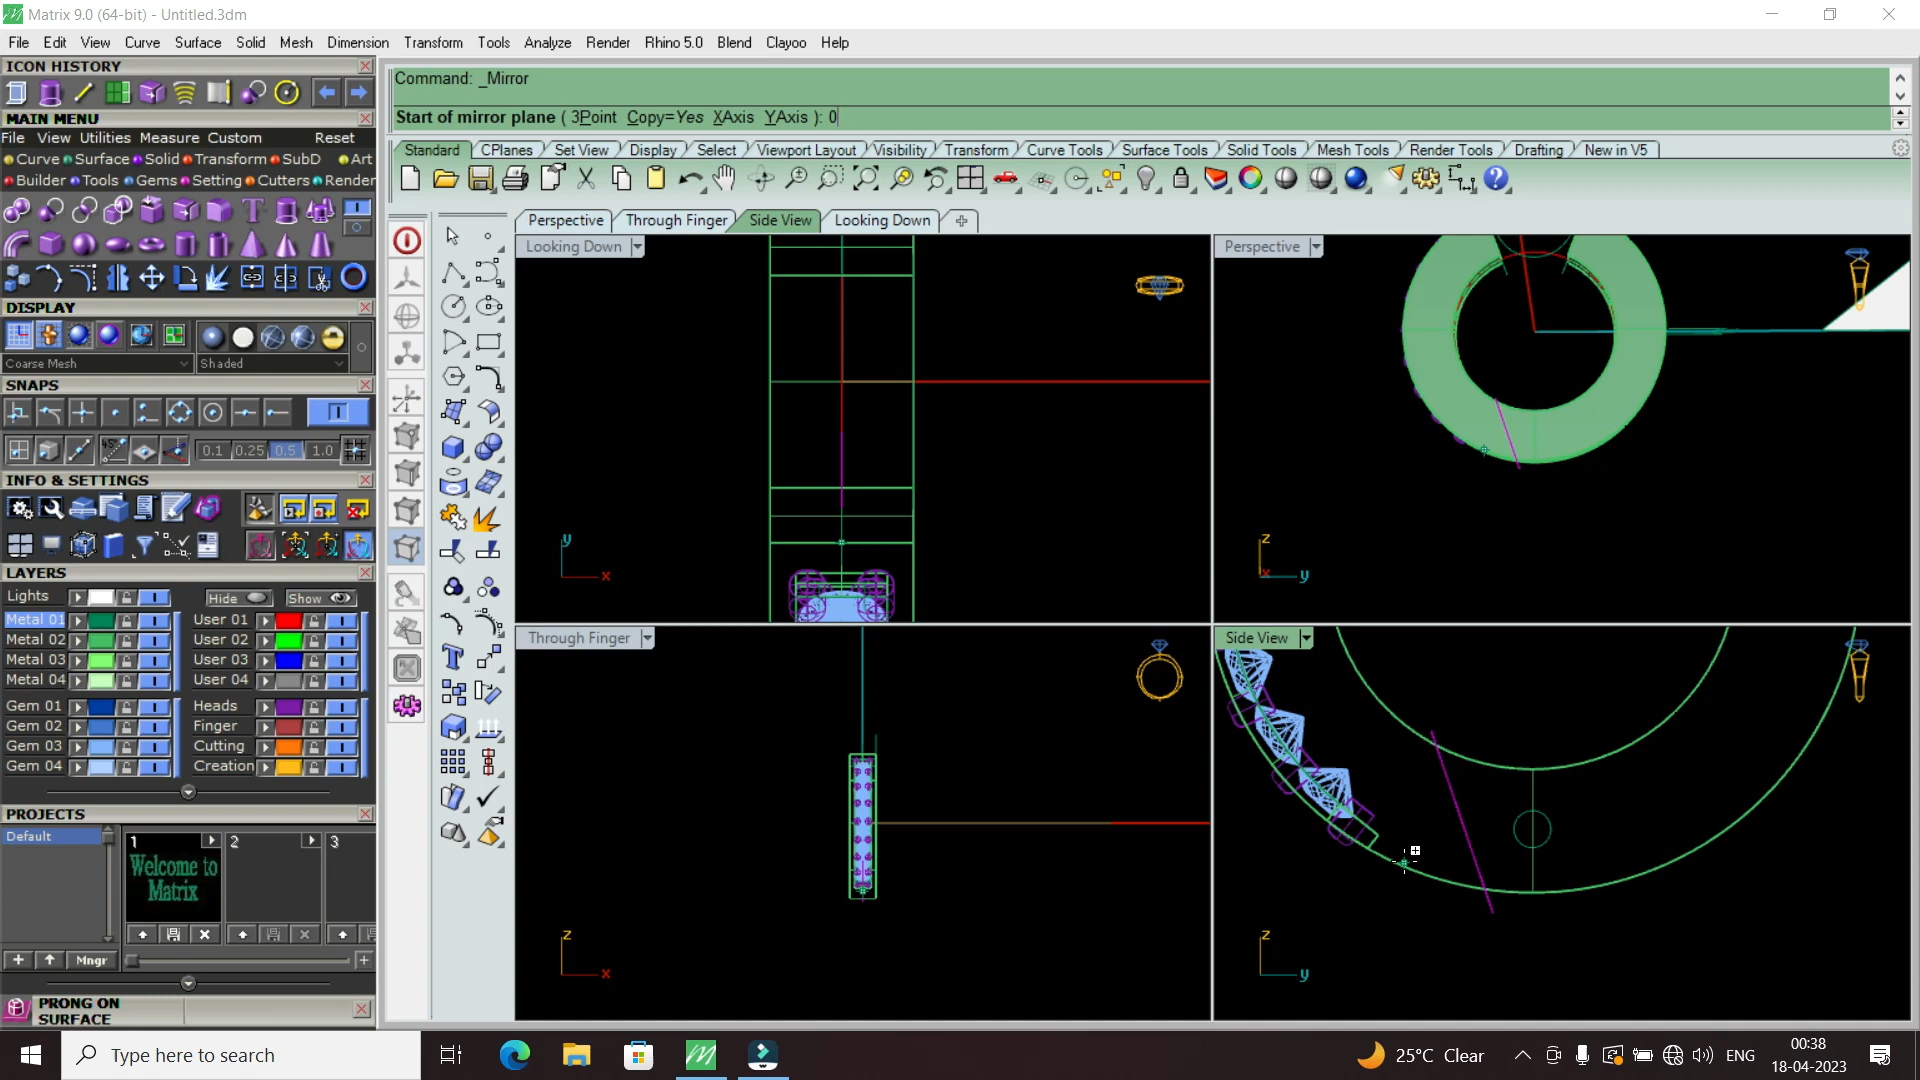 Matrix 9.0 (64-bit) - Untitled.3dm
File Edit View Curve Surface Solid Mesh Dimension Transform Tools Analyze Render Rhino 5.0 Blend Clayoo Help
ICON HISTORY
Command: _Mirror
Start of mirror plane ( 3Point Copy=Yes XAxis YAxis ): 0
MAIN MENU
File View Utilities Measure Custom Reset
Curve Surface Solid Transform SubD Art
Builder Tools Gems Setting Cutters Render
Standard CPlanes Set View Display Select Viewport Layout Visibility Transform Curve Tools Surface Tools Solid Tools Mesh Tools Render Tools Drafting New in V5
Perspective Through Finger Side View Looking Down
Looking Down
Perspective
DISPLAY
Coarse Mesh Shaded
SNAPS
0.1 0.25 0.5 1.0
INFO & SETTINGS
LAYERS
Lights Hide Show
Metal 01 User 01
Metal 02 User 02
Metal 03 User 03
Metal 04 User 04
Gem 01 Heads
Gem 02 Finger
Gem 03 Cutting
Gem 04 Creation
y
x
z
x
y
Through Finger
Side View
z
x
z
y
PROJECTS
Default
1 2 3
Welcome to
Matrix
Mngr
PRONG ON
SURFACE
Type here to search
25°C Clear
ENG
00:38
18-04-2023